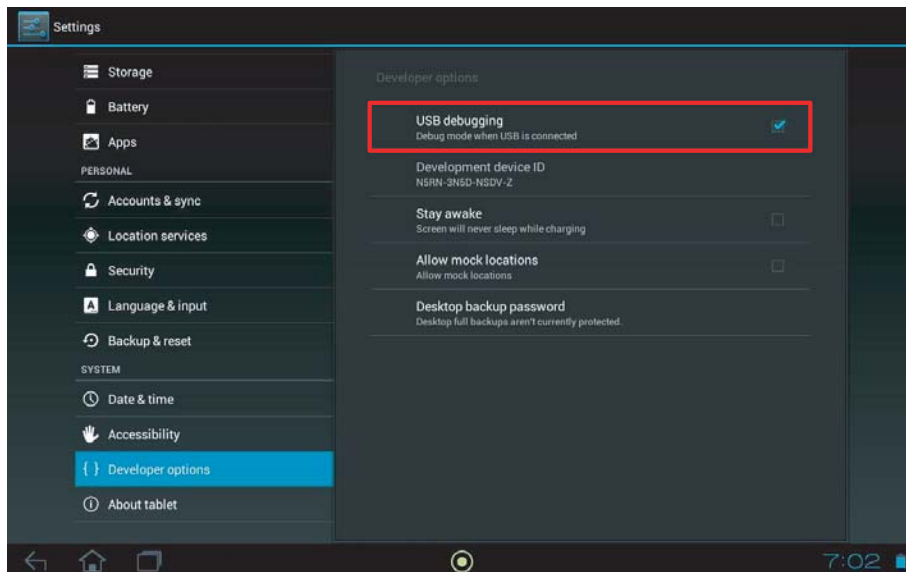 Settings
Storage
Battery
Apps
PERSONAL
Accounts & sync
Location services
Security
A Language & input
Backup & reset
SYSTEM
Date & time
Accessibility
{ } Developer options
About tablet
Developer options
USB debugging
Debug mode when USB is connected
Development device ID
N5RN-3N5D-NSDV-Z
Stay awake
Screen will never sleep while charging
Allow mock locations
Allow mock locations
Desktop backup password
Desktop full backups aren't currently protected.
7:02